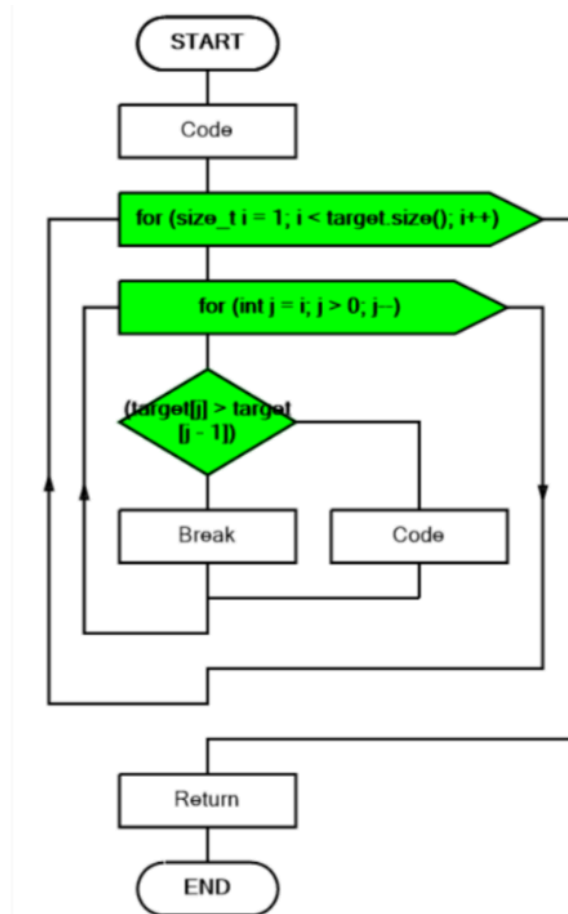 START
Code
for (size_t i = 1; i < target.size(); i++)
for (int j = i; j > 0; j--)
(target[j] > target
[j - 1])
Break
Code
Return
END